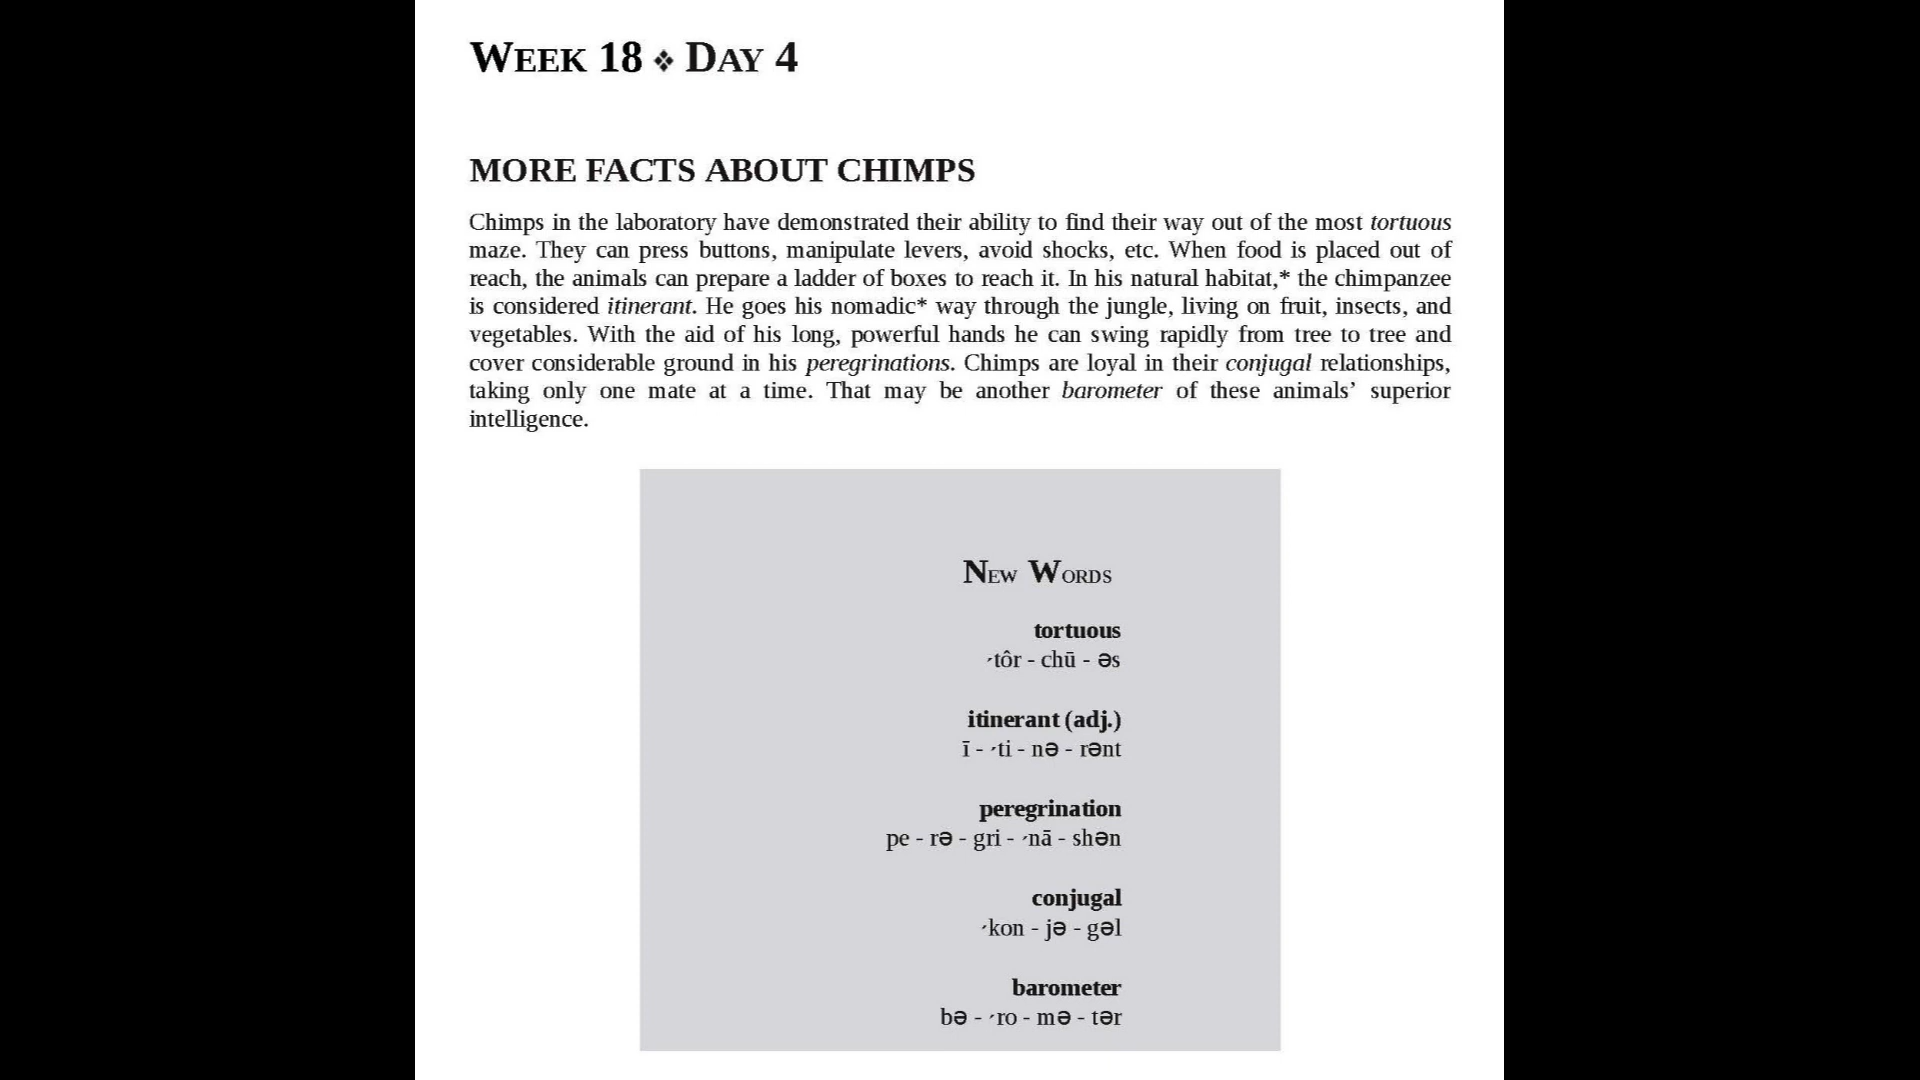 WEEK 18 ❖ DAY 4
MORE FACTS ABOUT CHIMPS
Chimps in the laboratory have demonstrated their ability to find their way out of the most tortuous
maze. They can press buttons, manipulate levers, avoid shocks, etc. When food is placed out of
reach, the animals can prepare a ladder of boxes to reach it. In his natural habitat,* the chimpanzee
is considered itinerant. He goes his nomadic* way through the jungle, living on fruit, insects, and
vegetables. With the aid of his long, powerful hands he can swing rapidly from tree to tree and
cover considerable ground in his peregrinations. Chimps are loyal in their conjugal relationships,
taking only one mate at a time. That may be another barometer of these animals’ superior
intelligence.
NEW WORDS
tortuous
ˊtôr - chū - əs
itinerant (adj.)
ī - ˊti - nə - rənt
peregrination
pe - rə - gri - ˊnā - shən
conjugal
ˊkon - jə - gəl
barometer
bə - ˊro - mə - tər